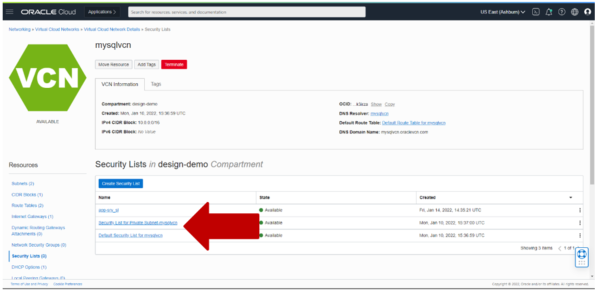 ORACLE Cloud
Applications >
Search for resources, services, and documentation
US East (Ashburn)
Networking » Virtual Cloud Networks » Virtual Cloud Network Details » Security Lists
mysqlvcn
Move Resource Add Tags Terminate
VCN
AVAILABLE
VCN Information Tags
Compartment: design-demo
Created: Mon, Jan 10, 2022, 10:36:59 UTC
IPv4 CIDR Block: 10.0.0.0/16
IPv6 CIDR Block: No Value
OCID: Show Copy
DNS Resolver: mysqlvcn
Default Route Table: Default Route Table for mysqlvcn
DNS Domain Name: mysqlvcn.oraclevcn.com
Resources
Subnets (2)
CIDR Blocks (1)
Route Tables (2)
Internet Gateways (1)
Dynamic Routing Gateways
Attachments (0)
Network Security Groups (0)
Security Lists (3)
DHCP Options (1)
Local Peering Gateways (0)
Security Lists in design-demo Compartment
Create Security List
Name State Created
Available Fri, Jan 14, 2022, UTC
Security List for Private Subnet-mysqlvcn Available Mon, Jan 10, 2022, 10:37:03 UTC
Default Security List for mysqlvcn Available Mon, Jan 10, 2022, 10:36:59 UTC
Showing 3 items < 1 of 1
Terms of Use and Privacy Cookie Preferences
Copyright © 2022, Oracle and/or its affiliates. All rights reserved.